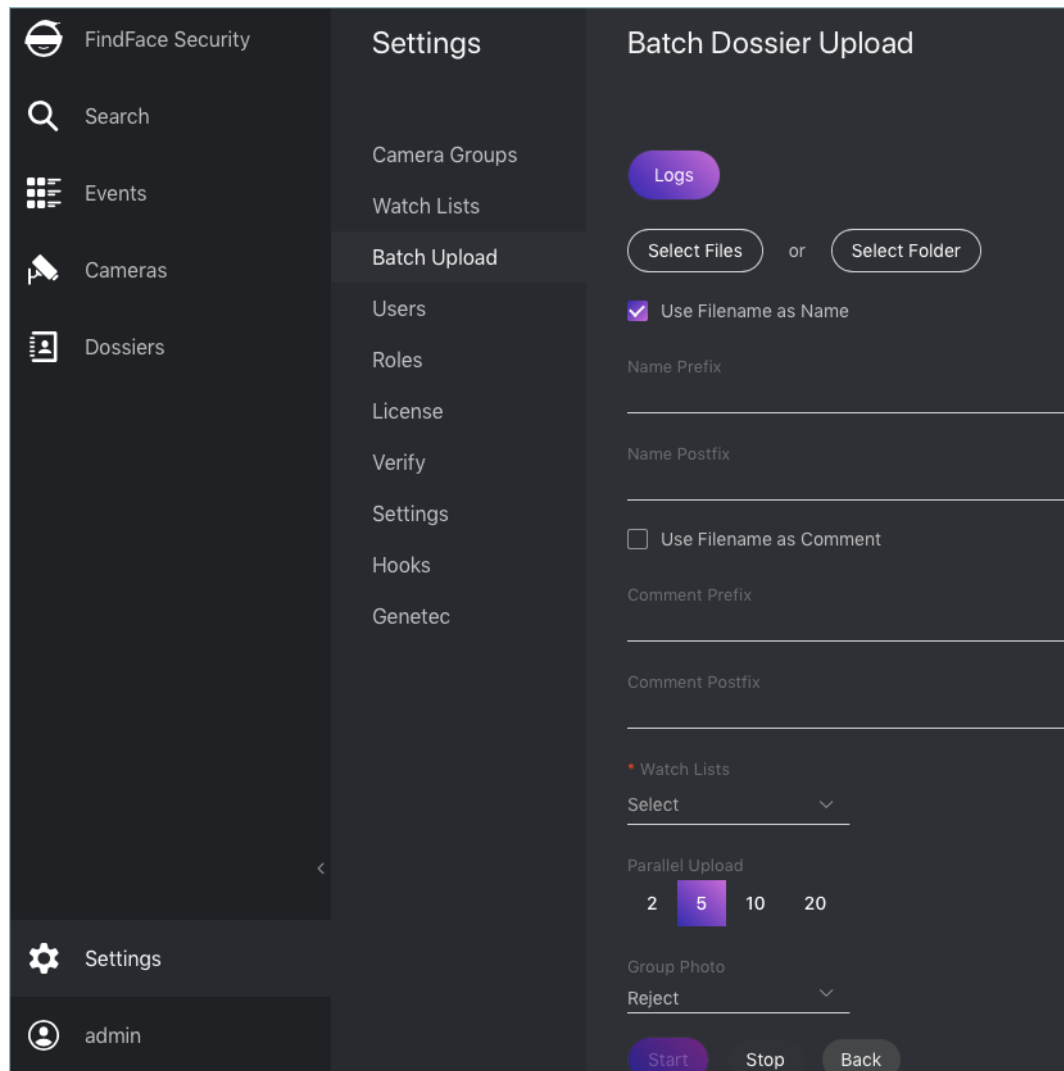 FindFace Security
Search
Events
Cameras
Dossiers
Settings
admin
Settings
Camera Groups
Watch Lists
Batch Upload
Users
Roles
License
Verify
Settings
Hooks
Genetec
Batch Dossier Upload
Logs
Select Files or Select Folder
Use Filename as Name
Name Prefix
Name Postfix
Use Filename as Comment
Comment Prefix
Comment Postfix
* Watch Lists
Select
Parallel Upload
2 5 10 20
Group Photo
Reject
Start Stop Back